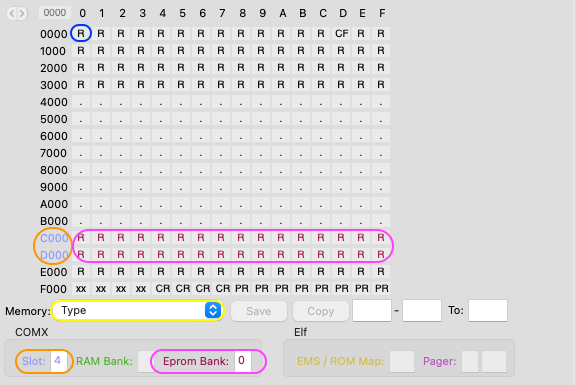 0000 0 1 2 3 4 5 6 7 8 9 A B C D E F
0000 R R R R R R R R R R R R R CF R R
1000 R R R R R R R R R R R R R R R R
2000 R R R R R R R R R R R R R R R R
3000 R R R R R R R R R R R R R R R R
4000 . . . . . . . . . . . . . . . .
5000 . . . . . . . . . . . . . . . .
6000 . . . . . . . . . . . . . . . .
7000 . . . . . . . . . . . . . . . .
8000 . . . . . . . . . . . . . . . .
9000 . . . . . . . . . . . . . . . .
A000 . . . . . . . . . . . . . . . .
B000 . . . . . . . . . . . . . . . .
C000 R R R R R R R R R R R R R R R R
D000 R R R R R R R R R R R R R R R R
E000 R R R R R R R R R R R R R R R R
F000 xx xx xx xx CR CR CR CR PR PR PR PR PR PR PR PR
Memory: Type Save Copy - To:
COMX Elf
Slot: 4 RAM Bank: Eprom Bank: 0 EMS / ROM Map: Pager: